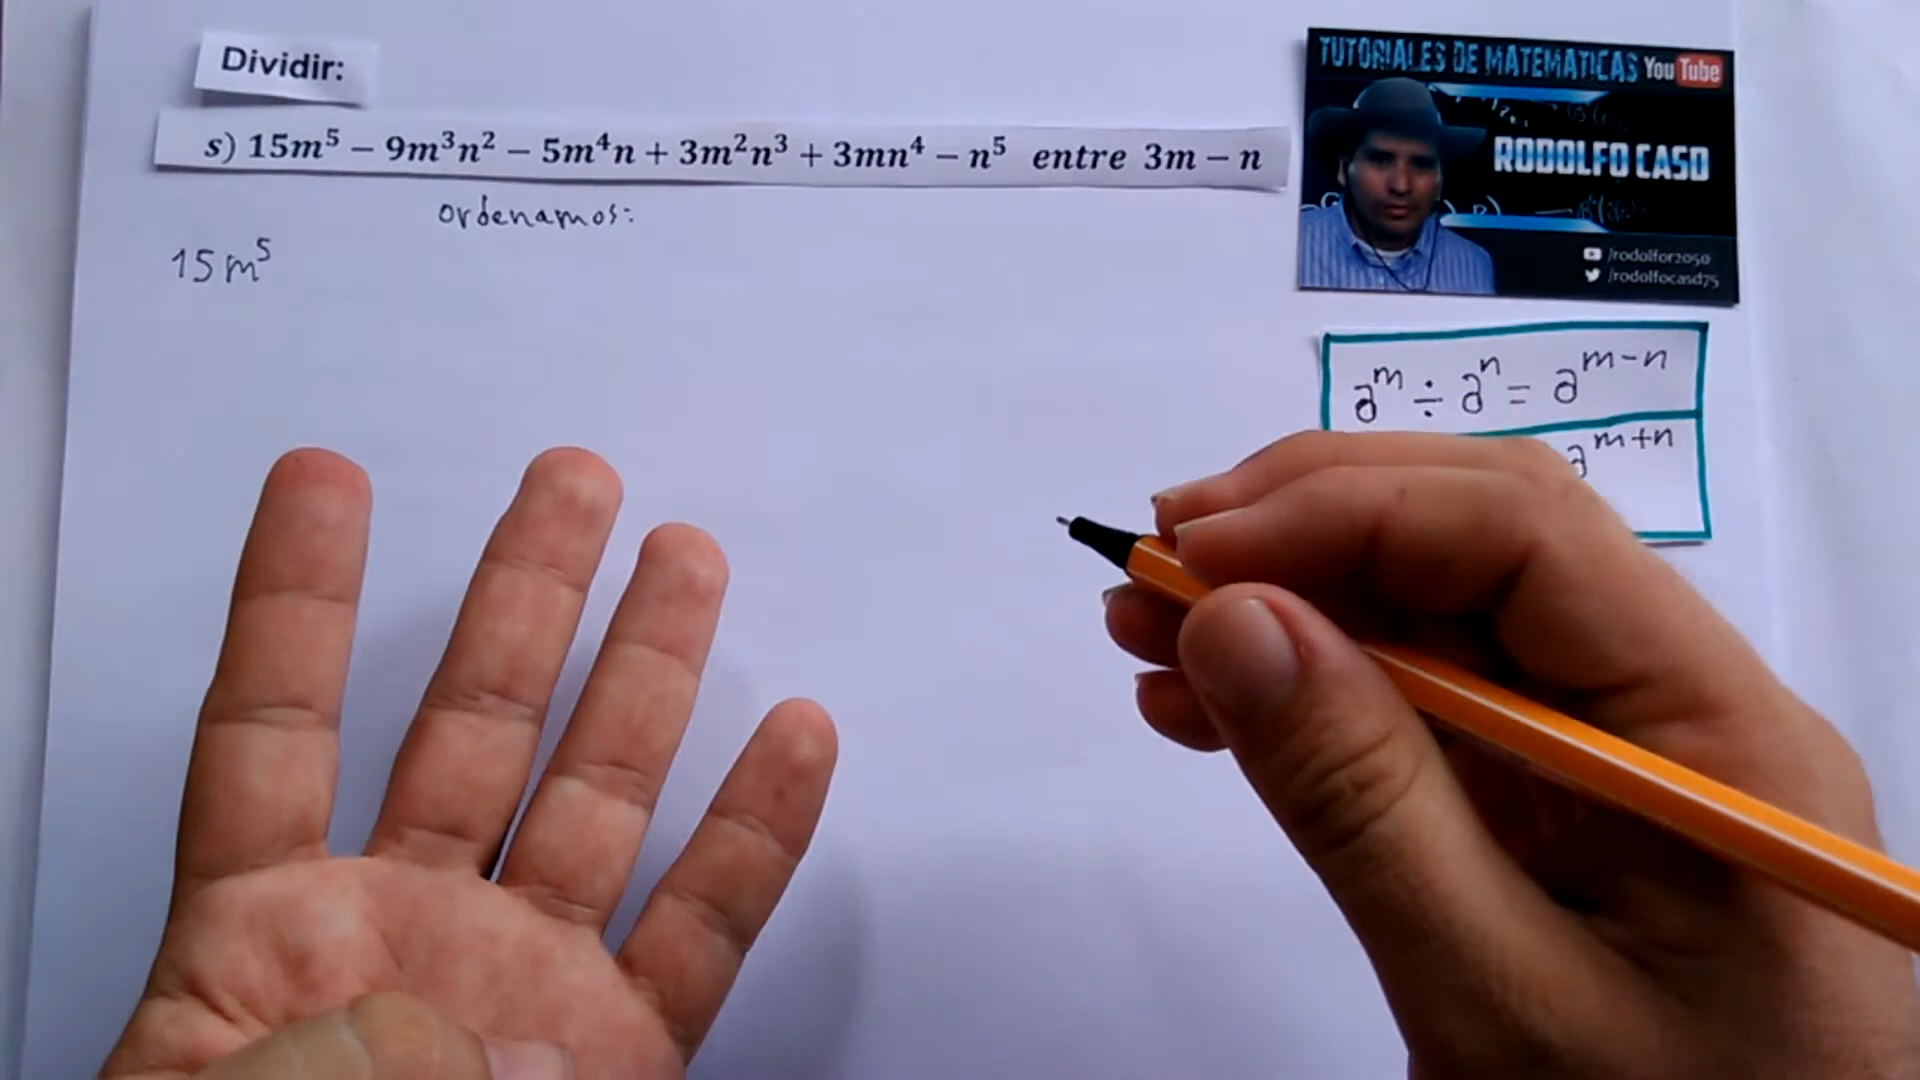 Dividir:
s) 15m⁵ − 9m³n² − 5m⁴n + 3m²n³ + 3mn⁴ − n⁵ entre 3m − n
ordenamos:
15m⁵
TUTORIALES DE MATEMATICAS YouTube
RODOLFO CASD
/rodolfor2050
/rodolfocasd75
aᵐ ÷ aⁿ = aᵐ⁻ⁿ
aᵐ⁺ⁿ